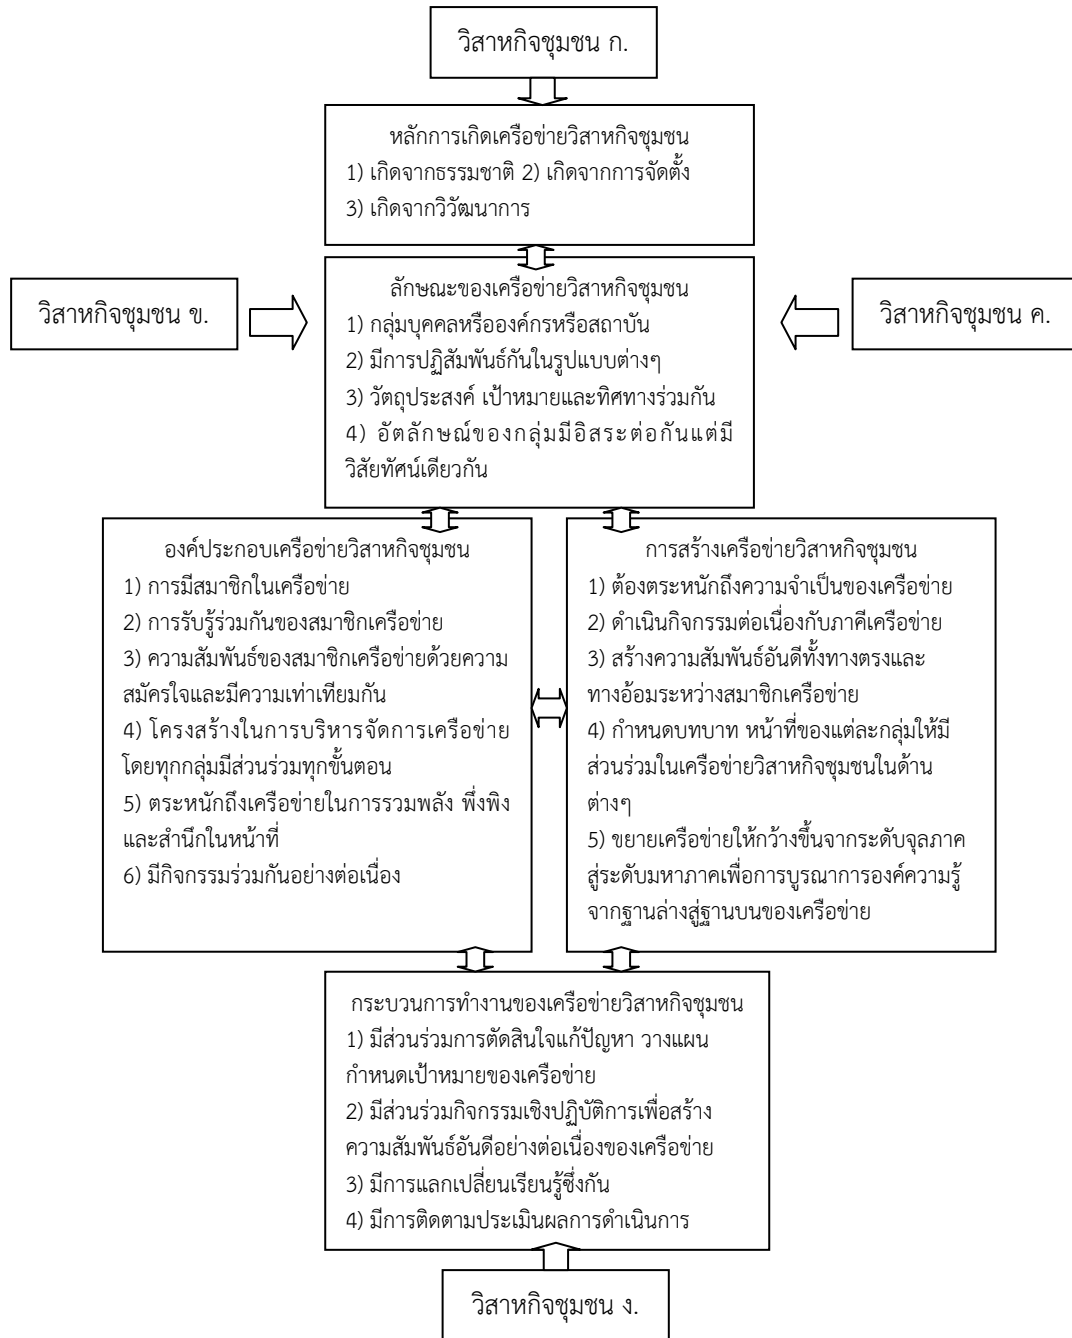 วิสาหกิจชุมชน ก.
หลักการเกิดเครือข่ายวิสาหกิจชุมชน
1) เกิดจากธรรมชาติ 2) เกิดจากการจัดตั้ง
3) เกิดจากวิวัฒนาการ
วิสาหกิจชุมชน ข.
ลักษณะของเครือข่ายวิสาหกิจชุมชน
1) กลุ่มบุคคลหรือองค์กรหรือสถาบัน
2) มีการปฏิสัมพันธ์กันในรูปแบบต่างๆ
3) วัตถุประสงค์ เป้าหมายและทิศทางร่วมกัน
4) อัตลักษณ์ของกลุ่มมีอิสระต่อกันแต่มี
วิสัยทัศน์เดียวกัน
วิสาหกิจชุมชน ค.
องค์ประกอบเครือข่ายวิสาหกิจชุมชน
1) การมีสมาชิกในเครือข่าย
2) การรับรู้ร่วมกันของสมาชิกเครือข่าย
3) ความสัมพันธ์ของสมาชิกเครือข่ายด้วยความ
สมัครใจและมีความเท่าเทียมกัน
4) โครงสร้างในการบริหารจัดการเครือข่าย
โดยทุกกลุ่มมีส่วนร่วมทุกขั้นตอน
5) ตระหนักถึงเครือข่ายในการรวมพลัง พึ่งพิง
และสำนึกในหน้าที่
6) มีกิจกรรมร่วมกันอย่างต่อเนื่อง
การสร้างเครือข่ายวิสาหกิจชุมชน
1) ต้องตระหนักถึงความจำเป็นของเครือข่าย
2) ดำเนินกิจกรรมต่อเนื่องกับภาคีเครือข่าย
3) สร้างความสัมพันธ์อันดีทั้งทางตรงและ
ทางอ้อมระหว่างสมาชิกเครือข่าย
4) กำหนดบทบาท หน้าที่ของแต่ละกลุ่มให้มี
ส่วนร่วมในเครือข่ายวิสาหกิจชุมชนในด้าน
ต่างๆ
5) ขยายเครือข่ายให้กว้างขึ้นจากระดับจุลภาค
สู่ระดับมหาภาคเพื่อการบูรณาการองค์ความรู้
จากฐานล่างสู่ฐานบนของเครือข่าย
กระบวนการทำงานของเครือข่ายวิสาหกิจชุมชน
1) มีส่วนร่วมการตัดสินใจแก้ปัญหา วางแผน
กำหนดเป้าหมายของเครือข่าย
2) มีส่วนร่วมกิจกรรมเชิงปฏิบัติการเพื่อสร้าง
ความสัมพันธ์อันดีอย่างต่อเนื่องของเครือข่าย
3) มีการแลกเปลี่ยนเรียนรู้ซึ่งกัน
4) มีการติดตามประเมินผลการดำเนินการ
วิสาหกิจชุมชน ง.